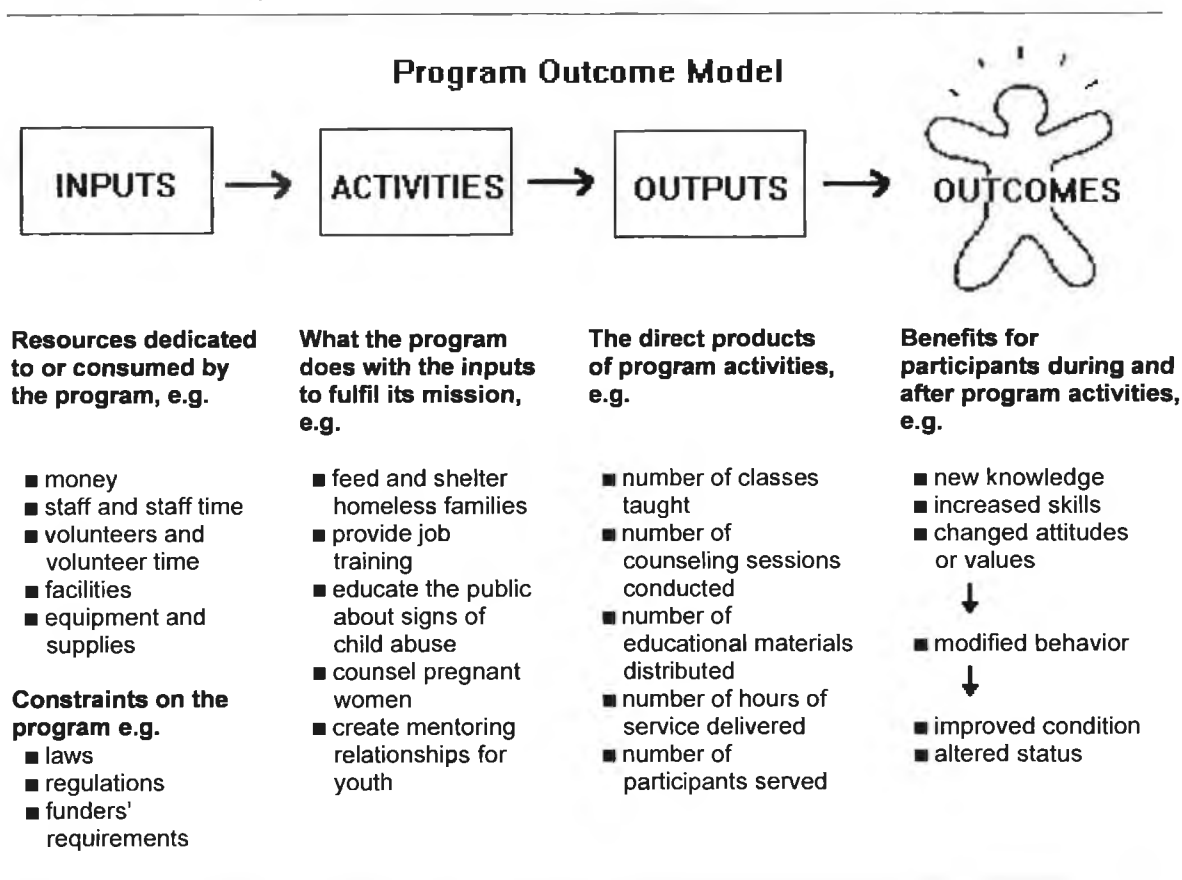 Program Outcome Model
INPUTS
ACTIVITIES
OUTPUTS
OUTCOMES
Resources dedicated
to or consumed by
the program, e.g.
■ money
■ staff and staff time
■ volunteers and
volunteer time
■ facilities
■ equipment and
supplies
Constraints on the
program e.g.
■ laws
■ regulations
■ funders'
requirements
What the program
does with the inputs
to fulfil its mission,
e.g.
■ feed and shelter
homeless families
■ provide job
training
■ educate the public
about signs of
child abuse
■ counsel pregnant
women
■ create mentoring
relationships for
youth
The direct products
of program activities,
e.g.
■ number of classes
taught
■ number of
counseling sessions
conducted
■ number of
educational materials
distributed
■ number of hours of
service delivered
■ number of
participants served
Benefits for
participants during and
after program activities,
e.g.
■ new knowledge
■ increased skills
■ changed attitudes
or values
■ modified behavior
■ improved condition
■ altered status